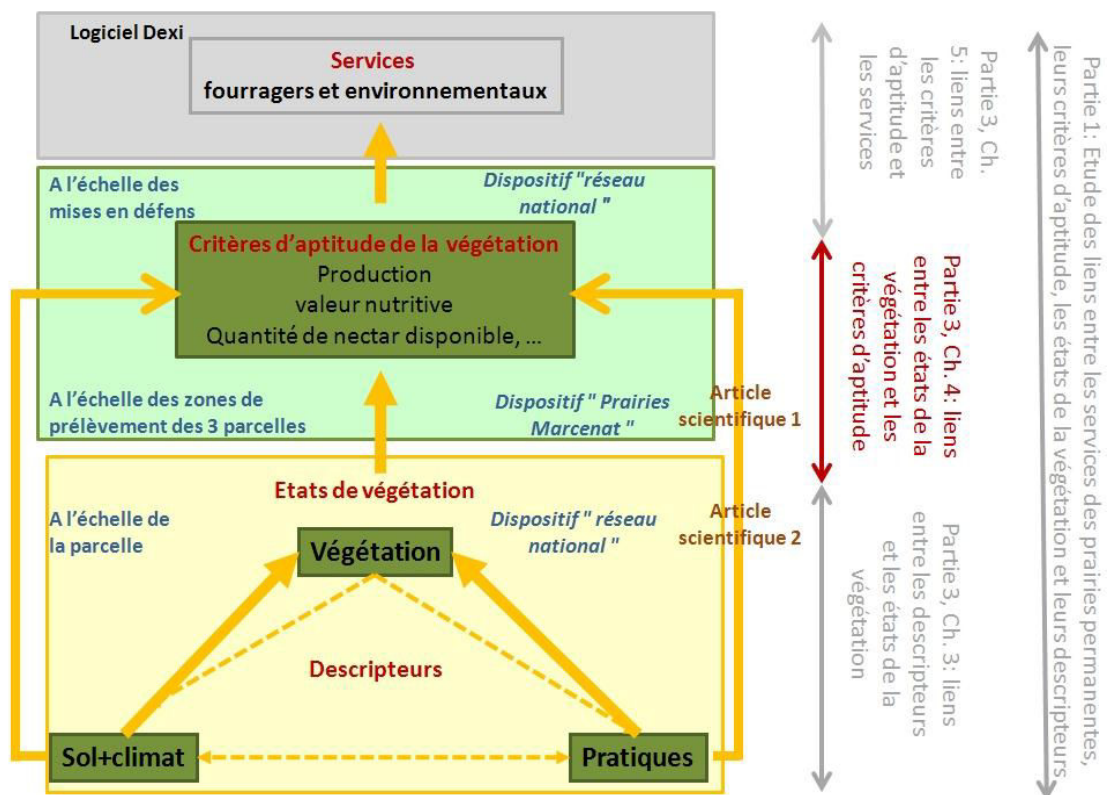 Logiciel Dexi
Services
fourragers et environnementaux
A l'échelle des
mises en défens
Dispositif "réseau
national "
Critères d'aptitude de la végétation
Production
valeur nutritive
Quantité de nectar disponible, ...
A l'échelle des zones de
prélèvement des 3 parcelles
Dispositif " Prairies
Marcenat "
Article
scientifique 1
Etats de végétation
A l'échelle de
la parcelle
Dispositif " réseau
national "
Article
scientifique 2
Végétation
Descripteurs
Sol+climat
Pratiques
Partie 3, Ch.
5: liens entre
les critères
d'aptitude et
les services
Partie 3, Ch. 4: liens
entre les états de la
végétation et les
critères d'aptitude
Partie 3, Ch. 3: liens
entre les descripteurs
et les états de la
végétation
Partie 1: Etude des liens entre les services des prairies permanentes,
leurs critères d'aptitude, les états de la végétation et leurs descripteurs